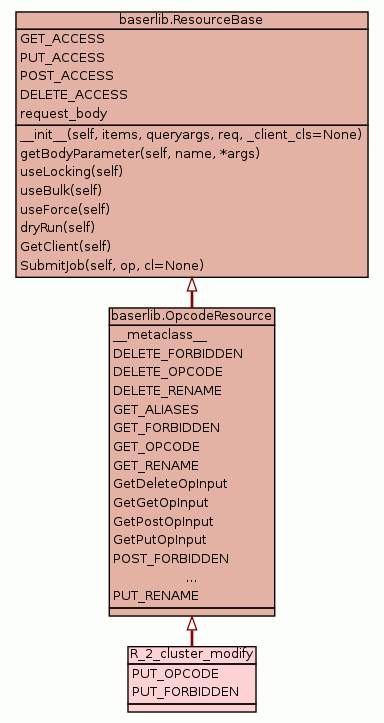 baserlib.ResourceBase
GET_ACCESS
PUT_ACCESS
POST_ACCESS
DELETE_ACCESS
request_body
__init__(self, items, queryargs, req, _client_cls=None)
getBodyParameter(self, name, *args)
useLocking(self)
useBulk(self)
useForce(self)
dryRun(self)
GetClient(self)
SubmitJob(self, op, cl=None)
baserlib.OpcodeResource
__metaclass__
DELETE_FORBIDDEN
DELETE_OPCODE
DELETE_RENAME
GET_ALIASES
GET_FORBIDDEN
GET_OPCODE
GET_RENAME
GetDeleteOpInput
GetGetOpInput
GetPostOpInput
GetPutOpInput
POST_FORBIDDEN
...
PUT_RENAME
R_2_cluster_modify
PUT_OPCODE
PUT_FORBIDDEN